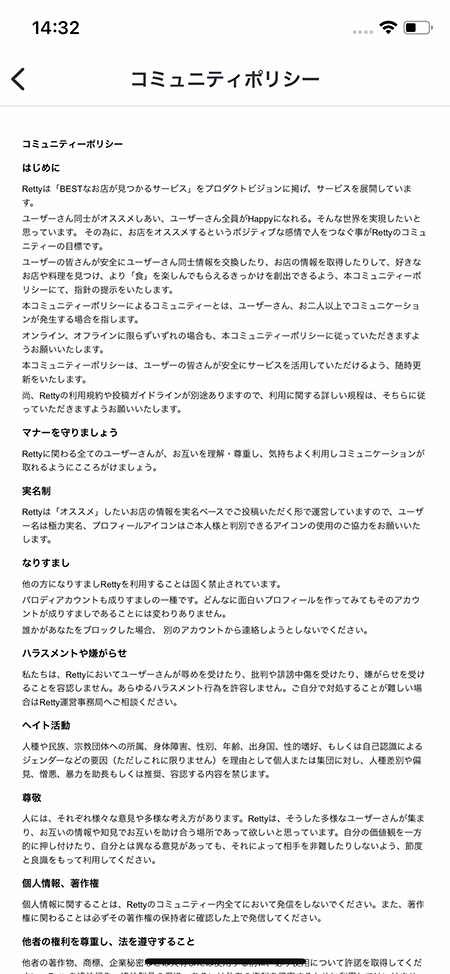 14:32
コミュニティポリシー
コミュニティーポリシー
はじめに
Rettyは「BESTなお店が見つかるサービス」をプロダクトビジョンに掲げ、サービスを展開していま
す。
ユーザーさん同士がオススメしあい、ユーザーさん全員がHappyになれる。そんな世界を実現したいと
思っています。 その為に、お店をオススメするというポジティブな感情で人をつなぐ事がRettyのコミュ
ニティーの目標です。
ユーザーの皆さんが安全にユーザーさん同士情報を交換したり、お店の情報を取得したりして、好きな
お店や料理を見つけ、より「食」を楽しんでもらえるきっかけを創出できるよう、本コミュニティーポ
リシーにて、指針の提示をいたします。
本コミュニティーポリシーによるコミュニティーとは、ユーザーさん、お二人以上でコミュニケーショ
ンが発生する場合を指します。
オンライン、オフラインに限らずいずれの場合も、本コミュニティーポリシーに従っていただきますよ
うお願いいたします。
本コミュニティーポリシーは、ユーザーの皆さんが安全にサービスを活用していただけるよう、随時更
新をいたします。
尚、Rettyの利用規約や投稿ガイドラインが別途ありますので、利用に関する詳しい規程は、そちらに従
っていただきますようお願いいたします。
マナーを守りましょう
Rettyに関わる全てのユーザーさんが、お互いを理解・尊重し、気持ちよく利用しコミュニケーションが
取れるようにこころがけましょう。
実名制
Rettyは「オススメ」したいお店の情報を実名ベースでご投稿いただく形で運営していますので、ユーザ
ー名は極力実名、プロフィールアイコンはご本人様と判別できるアイコンの使用のご協力をお願いいた
します。
なりすまし
他の方になりすましRettyを利用することは固く禁止されています。
パロディアカウントも成りすましの一種です。どんなに面白いプロフィールを作ってみてもそのアカウ
ントが成りすましであることには変わりありません。
誰かがあなたをブロックした場合、 別のアカウントから連絡しようとしないでください。
ハラスメントや嫌がらせ
私たちは、Rettyにおいてユーザーさんが辱めを受けたり、批判や誹謗中傷を受けたり、嫌がらせを受け
ることを容認しません。あらゆるハラスメント行為を許容しません。ご自分で対処することが難しい場
合はRetty運営事務局へご相談ください。
ヘイト活動
人種や民族、宗教団体への所属、身体障害、性別、年齢、出身国、性的嗜好、もしくは自己認識による
ジェンダーなどの要因（ただしこれに限りません）を理由として個人または集団に対し、人種差別や偏
見、憎悪、暴力を助長もしくは推奨、容認する内容を禁じます。
尊敬
人には、それぞれ様々な意見や多様な考え方があります。Rettyは、そうした多様なユーザーさんが集ま
り、お互いの情報や知見でお互いを助け合う場所であって欲しいと思っています。自分の価値観を一方
的に押し付けたり、自分とは異なる意見があっても、それによって相手を非難したりしないよう、節度
と良識をもって利用してください。
個人情報、著作権
個人情報に関することは、Rettyのコミュニティー内全てにおいて発信をしないでください。また、著作
権に関わることは必ずその著作権の保持者に確認した上で発信してください。
他者の権利を尊重し、法を遵守すること
他者の著作物、商標、企業秘密 について許諾を取得してくだ